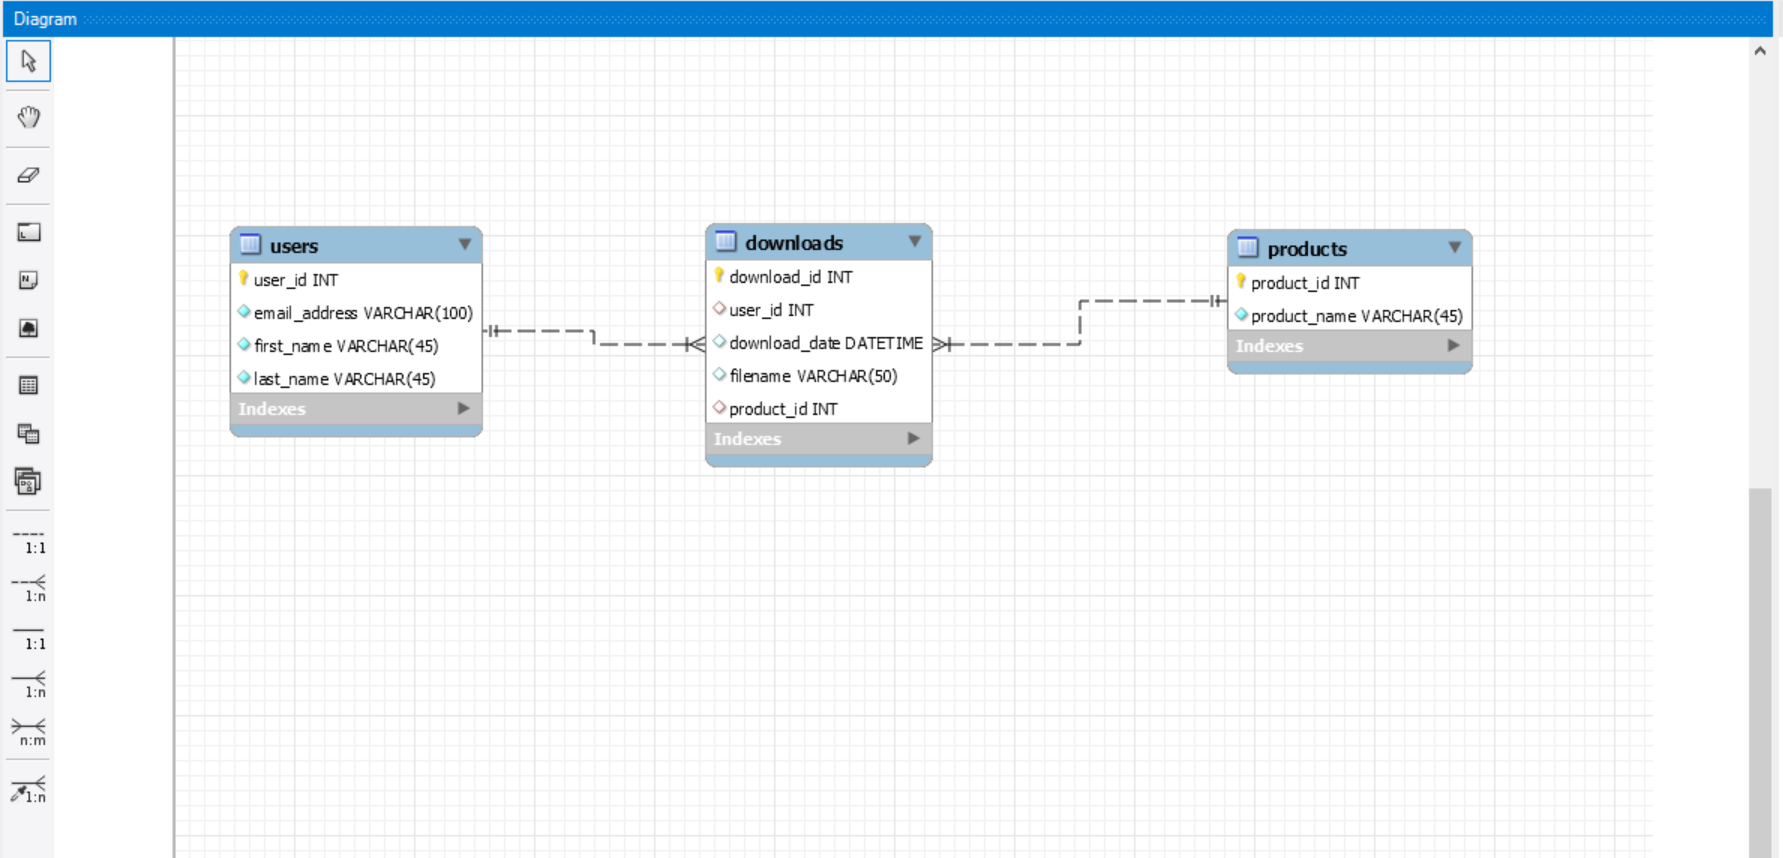 Diagram
users
user_id INT
email_address VARCHAR(100)
first_name VARCHAR(45)
last_name VARCHAR(45)
Indexes
downloads
download_id INT
user_id INT
download_date DATETIME
filename VARCHAR(50)
product_id INT
Indexes
products
product_id INT
product_name VARCHAR(45)
Indexes
1:1
1:n
1:1
1:n
n:m
1:n